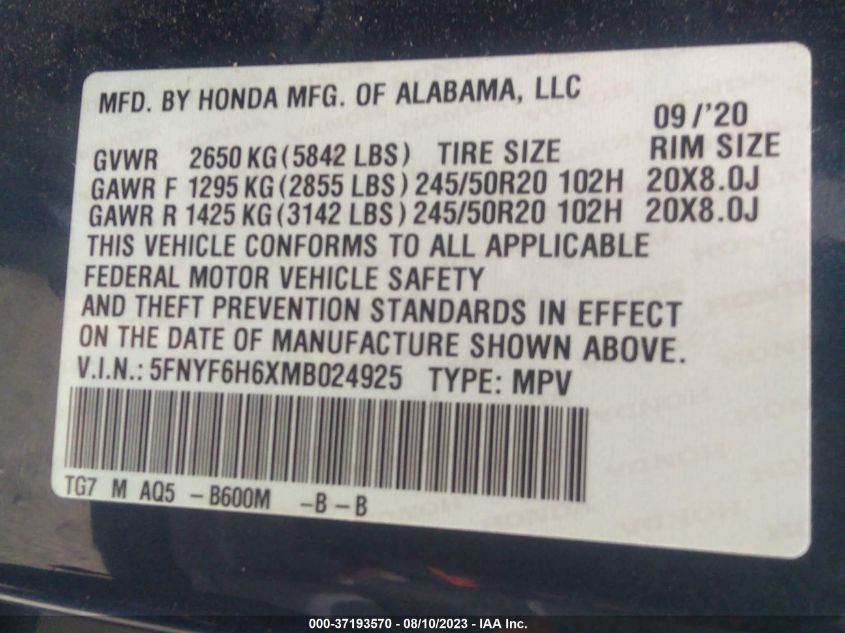 MFD. BY HONDA MFG. OF ALABAMA, LLC
09/'20
GVWR 2650 KG (5842 LBS) TIRE SIZE RIM SIZE
GAWR F 1295 KG (2855 LBS) 245/50R20 102H 20X8.0J
GAWR R 1425 KG (3142 LBS) 245/50R20 102H 20X8.0J
THIS VEHICLE CONFORMS TO ALL APPLICABLE
FEDERAL MOTOR VEHICLE SAFETY
AND THEFT PREVENTION STANDARDS IN EFFECT
ON THE DATE OF MANUFACTURE SHOWN ABOVE.
V.I.N.: 5FNYF6H6XMB024925 TYPE: MPV
TG7 M AQ5 -B600M -B-B
000-37193570 - 08/10/2023 - IAA Inc.